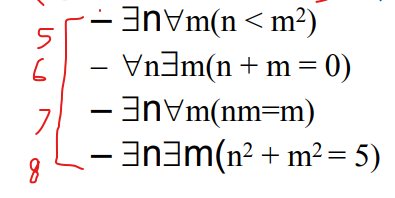 5 – ∃n∀m(n < m²)
6 – ∀n∃m(n + m = 0)
7 – ∃n∀m(nm=m)
8 – ∃n∃m(n² + m² = 5)